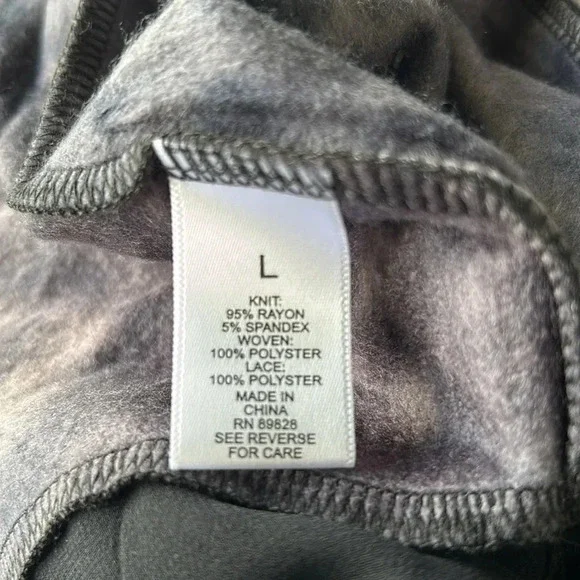 L
KNIT:
95% RAYON
5% SPANDEX
WOVEN:
100% POLYSTER
LACE:
100% POLYSTER
MADE IN
CHINA
RN 89828
SEE REVERSE
FOR CARE